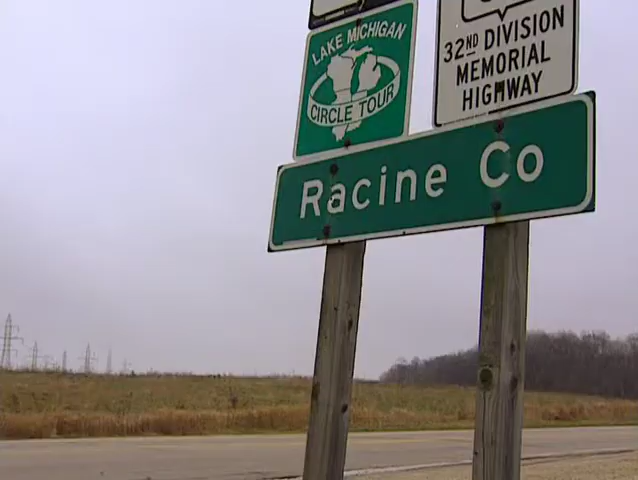 LAKE MICHIGAN
CIRCLE TOUR
32ND DIVISION
MEMORIAL
HIGHWAY
Racine Co